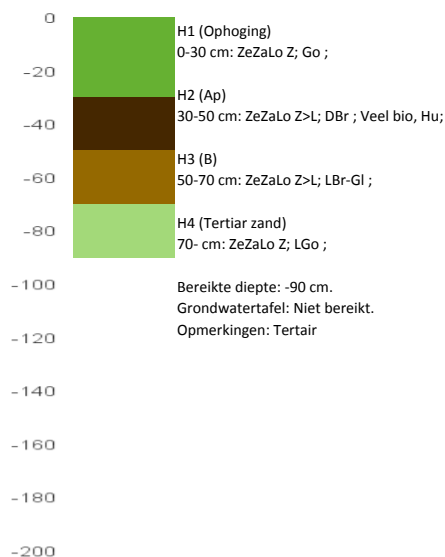 0
H1 (Ophoging)
0-30 cm: ZeZaLo Z; Go ;
-20
H2 (Ap)
30-50 cm: ZeZaLo Z>L; DBr ; Veel bio, Hu;
-40
H3 (B)
50-70 cm: ZeZaLo Z>L; LBr-Gl ;
-60
H4 (Tertiar zand)
70- cm: ZeZaLo Z; LGo ;
-80
-100
Bereikte diepte: -90 cm.
Grondwatertafel: Niet bereikt.
Opmerkingen: Tertair
-120
-140
-160
-180
-200